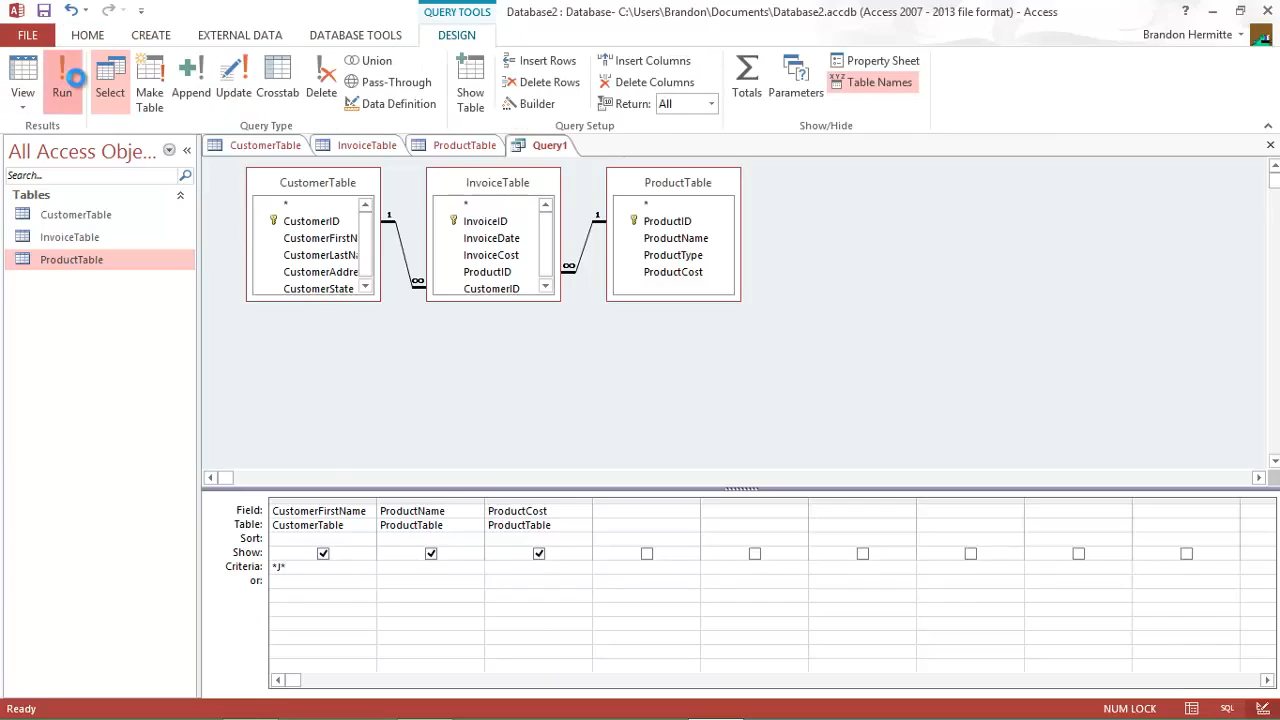 QUERY TOOLS
Database2 : Database- C:\Users\Brandon\Documents\Database2.accdb (Access 2007 - 2013 file format) - Access
FILE HOME CREATE EXTERNAL DATA DATABASE TOOLS DESIGN Brandon Hermitte
View Run Select Make Table Append Update Crosstab Delete
Union
Pass-Through
Data Definition
Show Table
Insert Rows
Delete Rows
Builder
Insert Columns
Delete Columns
Return: All
Totals Parameters
Property Sheet
XYZ Table Names
Results Query Type Query Setup Show/Hide
All Access Obje...
Search...
Tables
CustomerTable
InvoiceTable
ProductTable
CustomerTable InvoiceTable ProductTable Query1
CustomerTable
*
CustomerID
CustomerFirstN
CustomerLastNa
CustomerAddre
CustomerState
1
∞
InvoiceTable
*
InvoiceID
InvoiceDate
InvoiceCost
ProductID
CustomerID
1
∞
ProductTable
*
ProductID
ProductName
ProductType
ProductCost
Field: CustomerFirstName ProductName ProductCost
Table: CustomerTable ProductTable ProductTable
Sort:
Show:
Criteria: *J*
or:
Ready NUM LOCK SQL